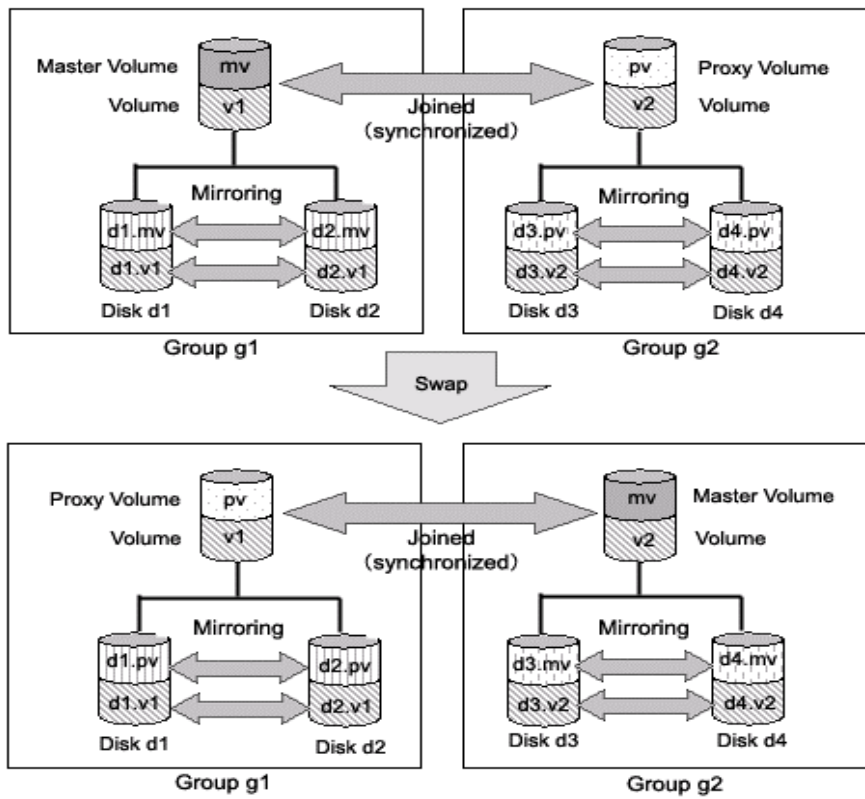 Master Volume
mv
pv
Proxy Volume
Volume
v1
Joined
(synchronized)
v2
Volume
Mirroring
Mirroring
d1.mv
d2.mv
d3.pv
d4.pv
d1.v1
d2.v1
d3.v2
d4.v2
Disk d1
Disk d2
Disk d3
Disk d4
Group g1
Group g2
Swap
Proxy Volume
pv
mv
Master Volume
Volume
v1
Joined
(synchronized)
v2
Volume
Mirroring
Mirroring
d1.pv
d2.pv
d3.mv
d4.mv
d1.v1
d2.v1
d3.v2
d4.v2
Disk d1
Disk d2
Disk d3
Disk d4
Group g1
Group g2